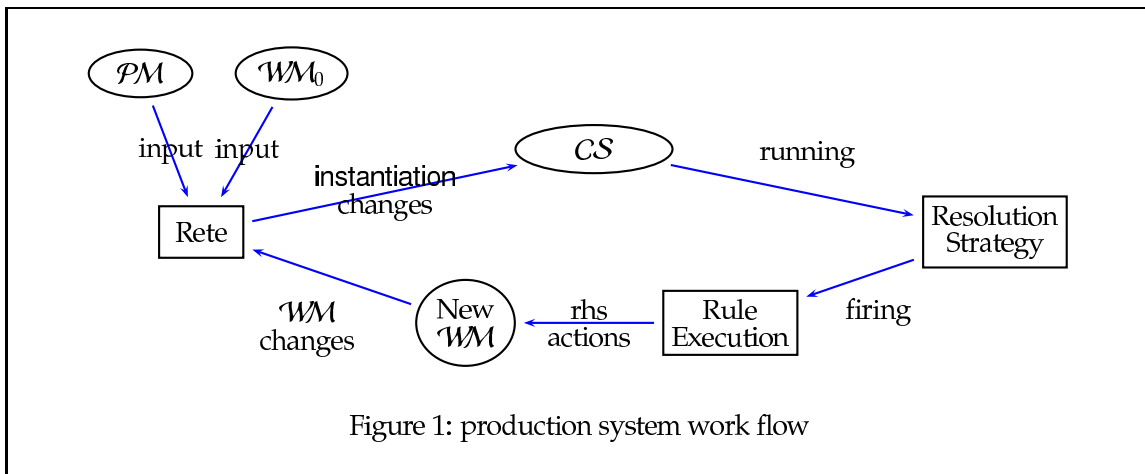 PM
WM₀
input
input
CS
running
instantiation
changes
Rete
Resolution
Strategy
WM
changes
New
WM
rhs
actions
Rule
Execution
firing
Figure 1: production system work flow